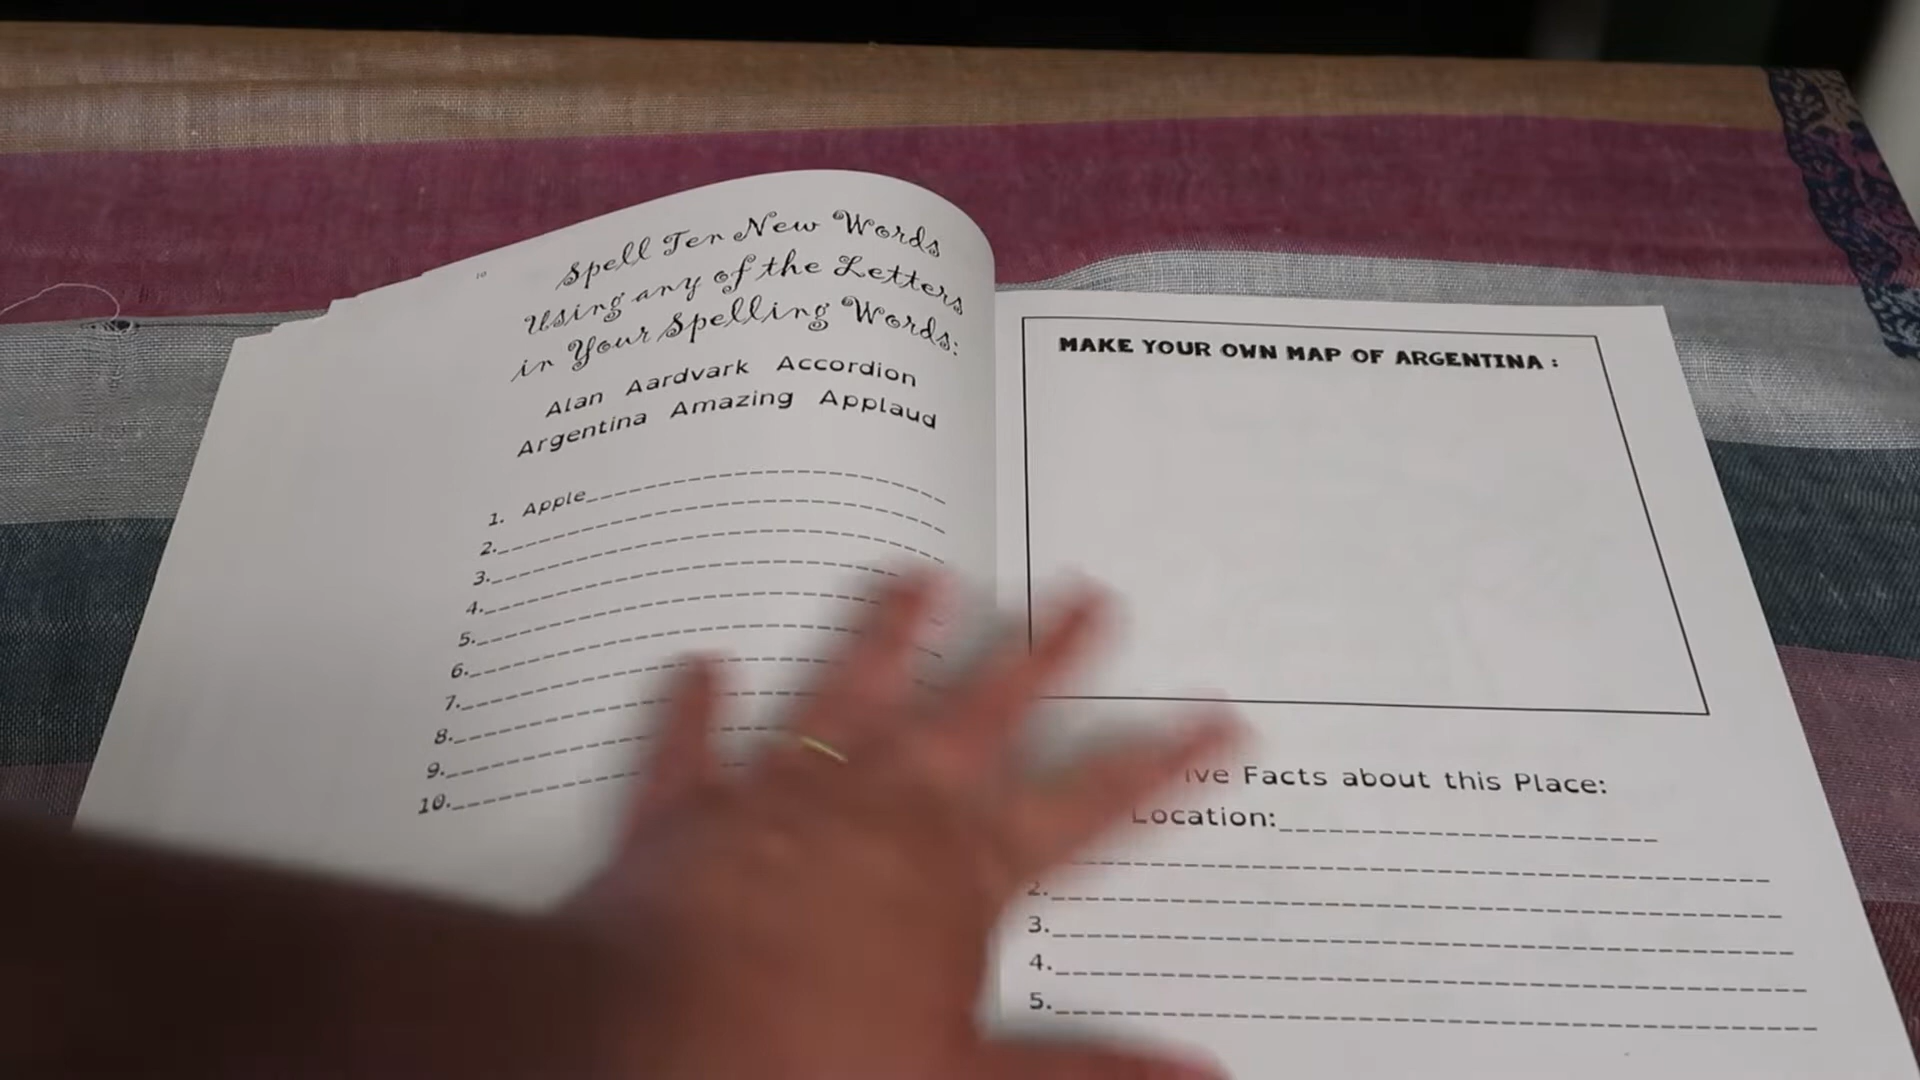 10
Spell Ten New Words
Using any of the Letters
in Your Spelling Words:
Alan Aardvark Accordion
Argentina Amazing Applaud
1. Apple
2.
3.
4.
5.
6.
7.
8.
9.
10.
MAKE YOUR OWN MAP OF ARGENTINA :
Facts about this Place:
Location:
2.
3.
4.
5.